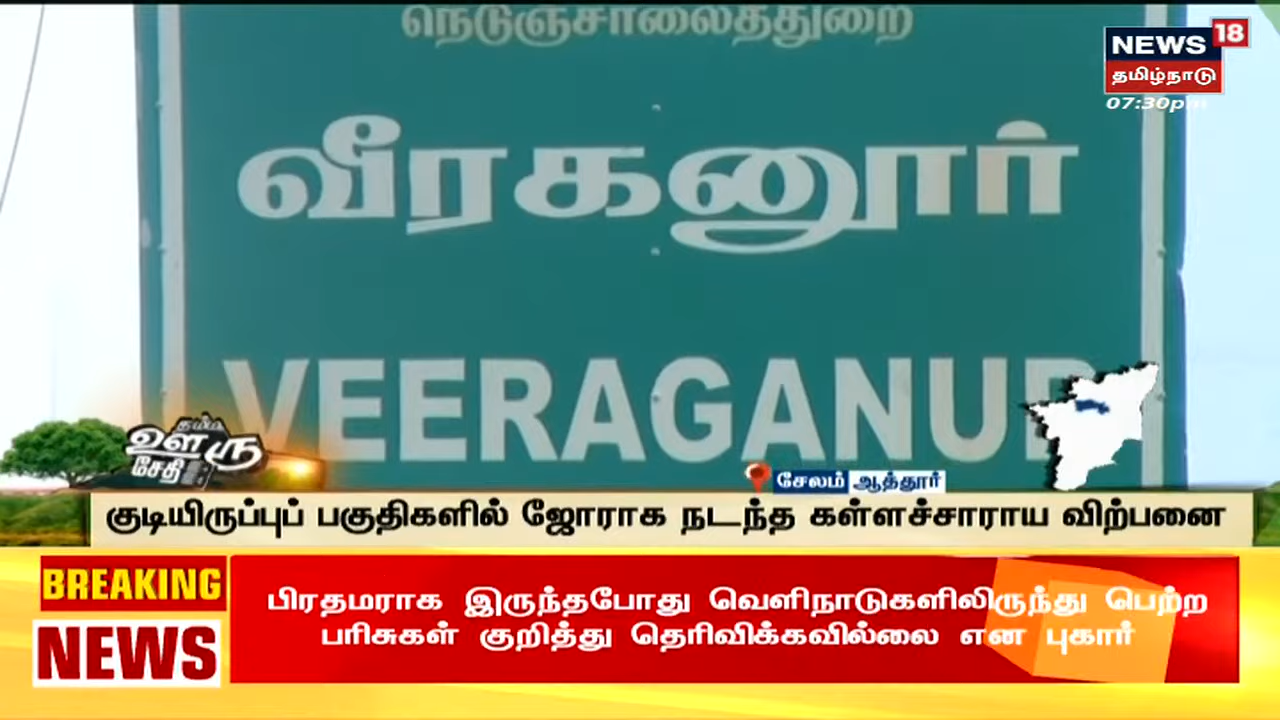 நெடுஞ்சாலைத்துறை
NEWS 18
தமிழ்நாடு
07:30pm
வீரகனூர்
VEERAGANUR
ஊரு
சேதி
சேலம் ஆத்தூர்
குடியிருப்புப் பகுதிகளில் ஜோராக நடந்த கள்ளச்சாராய விற்பனை
BREAKING
NEWS
பிரதமராக இருந்தபோது வெளிநாடுகளிலிருந்து பெற்ற
பரிசுகள் குறித்து தெரிவிக்கவில்லை என புகார்